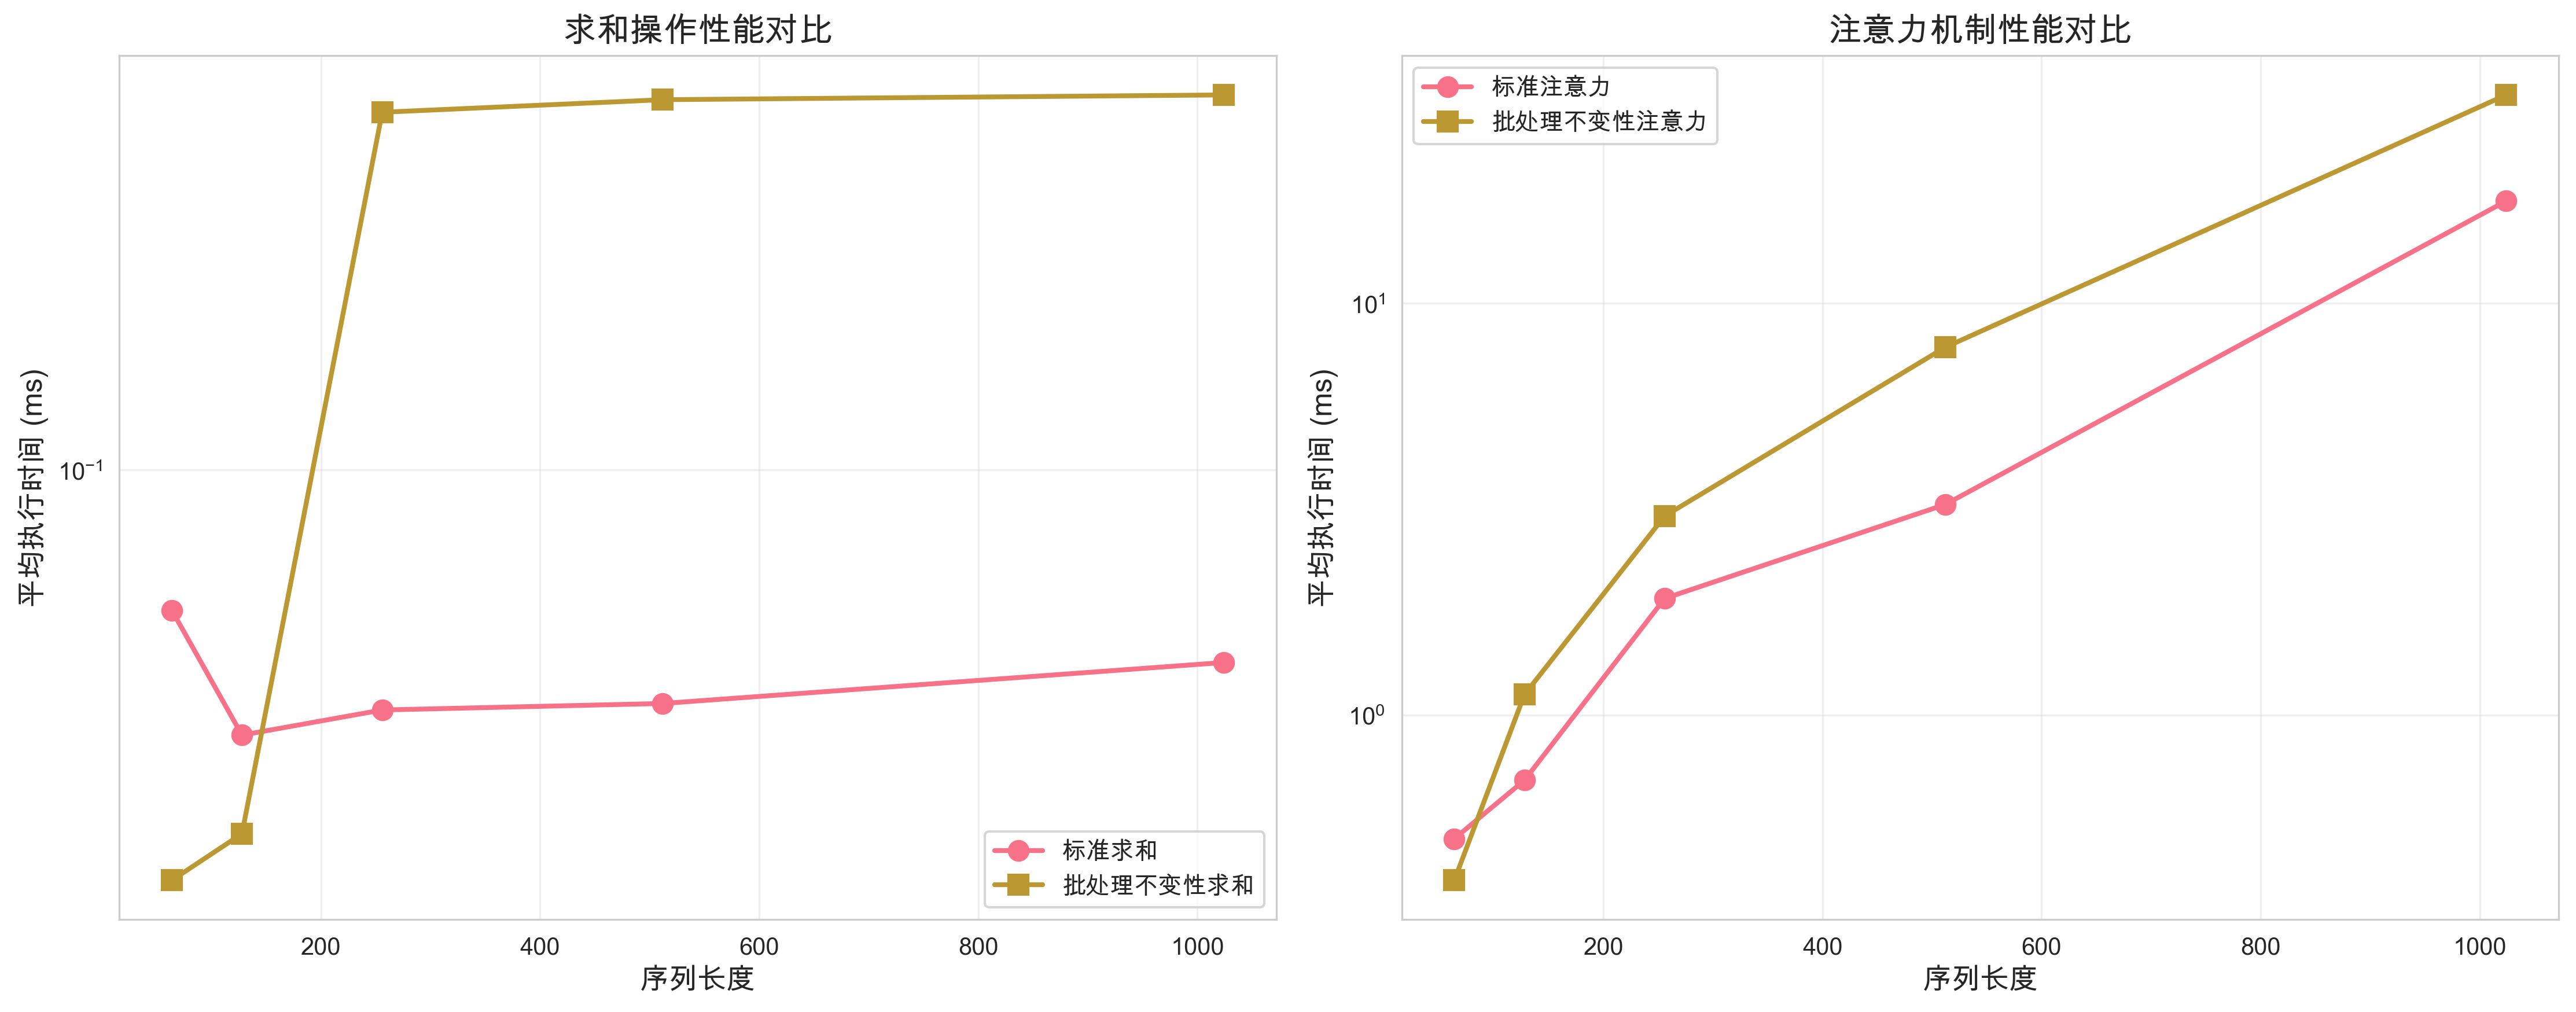 求和操作性能对比
平均执行时间 (ms)
10⁻¹
标准求和
批处理不变性求和
200 400 600 800 1000
序列长度
注意力机制性能对比
标准注意力
批处理不变性注意力
平均执行时间 (ms)
10¹
10⁰
200 400 600 800 1000
序列长度